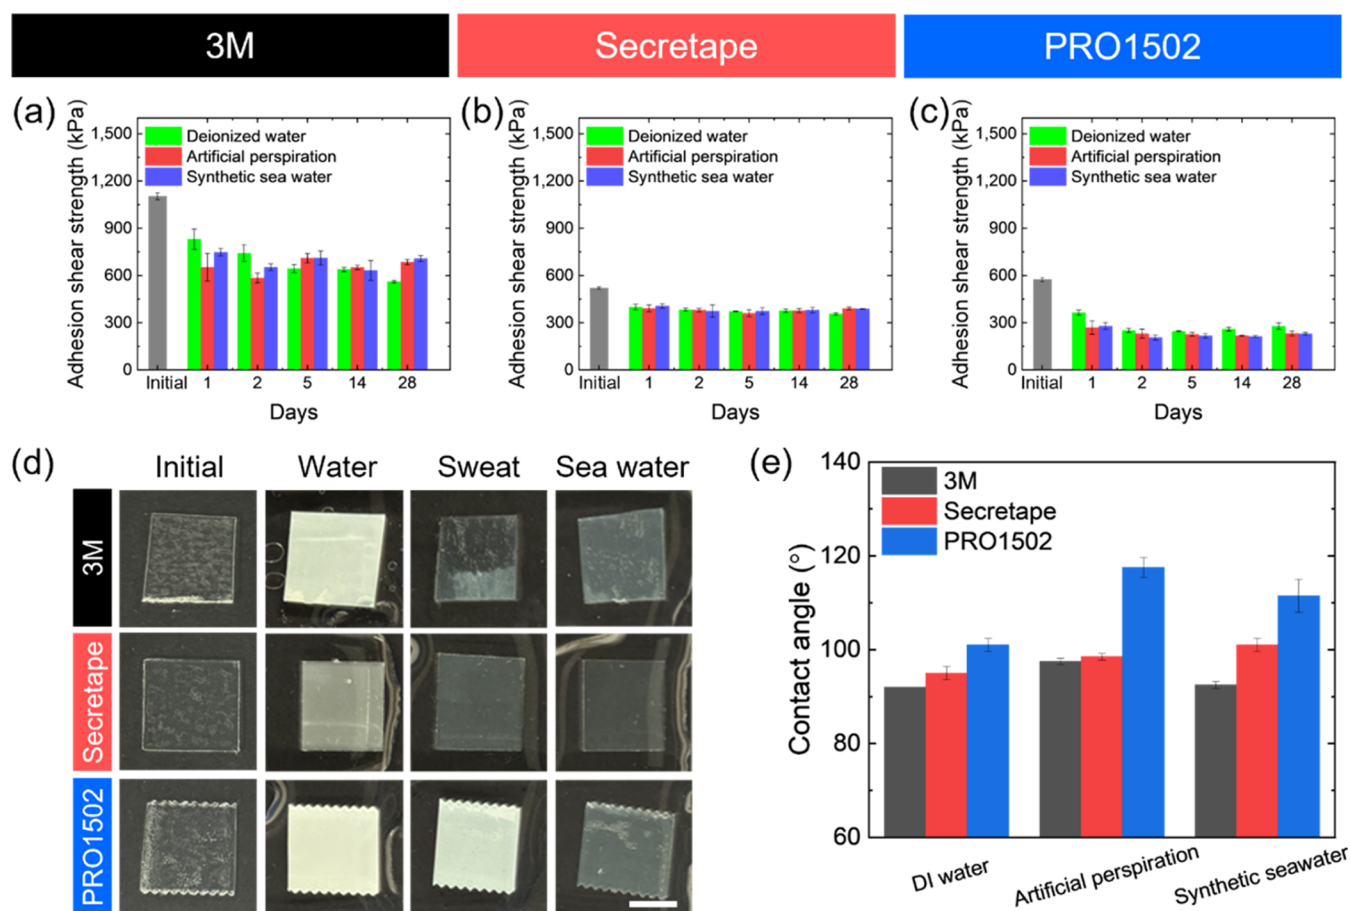 3M
Secretape
PRO1502
(a)
Adhesion shear strength (kPa)
1,500
1,200
900
600
300
0
Deionized water
Artificial perspiration
Synthetic sea water
Initial 1 2 5 14 28
Days
(b)
Adhesion shear strength (kPa)
1,500
1,200
900
600
300
0
Deionized water
Artificial perspiration
Synthetic sea water
Initial 1 2 5 14 28
Days
(c)
Adhesion shear strength (kPa)
1,500
1,200
900
600
300
0
Deionized water
Artificial perspiration
Synthetic sea water
Initial 1 2 5 14 28
Days
(d)
Initial Water Sweat Sea water
3M
Secretape
PRO1502
(e)
Contact angle (°)
140
120
100
80
60
3M
Secretape
PRO1502
DI water
Artificial perspiration
Synthetic seawater